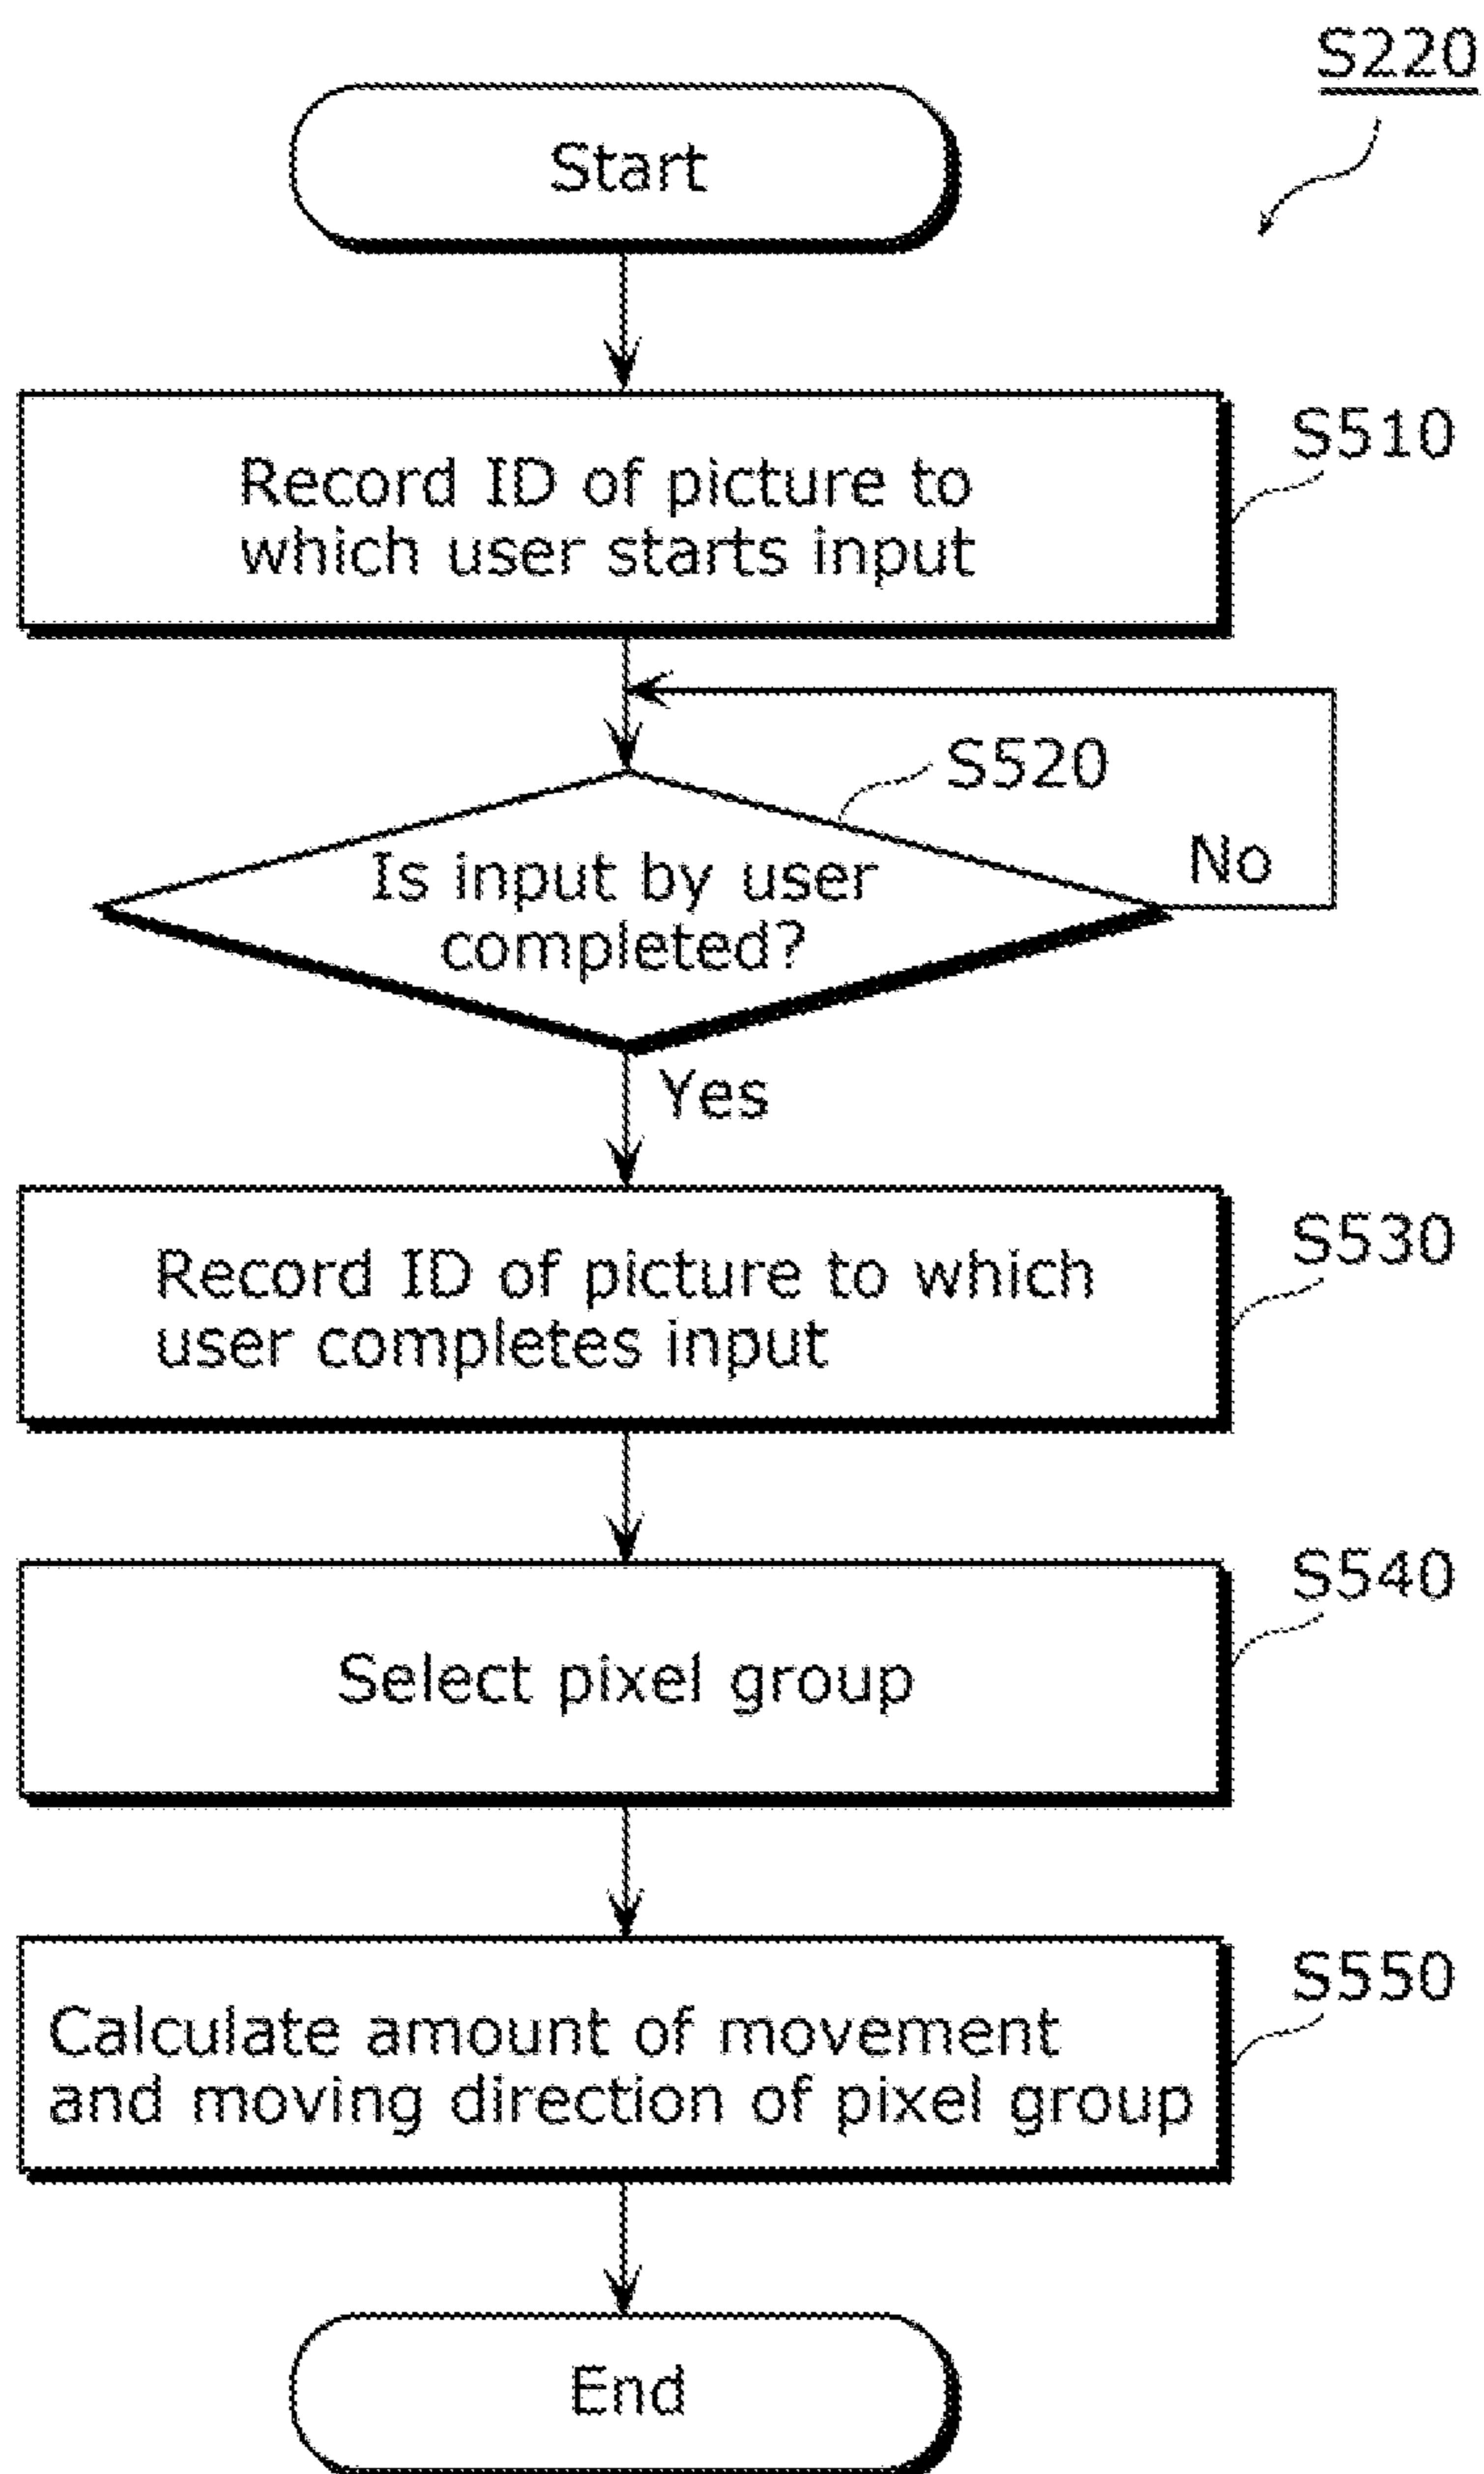 S220
Start
S510
Record ID of picture to
which user starts input
S520
Is input by user
completed?
No
Yes
S530
Record ID of picture to which
user completes input
S540
Select pixel group
S550
Calculate amount of movement
and moving direction of pixel group
End